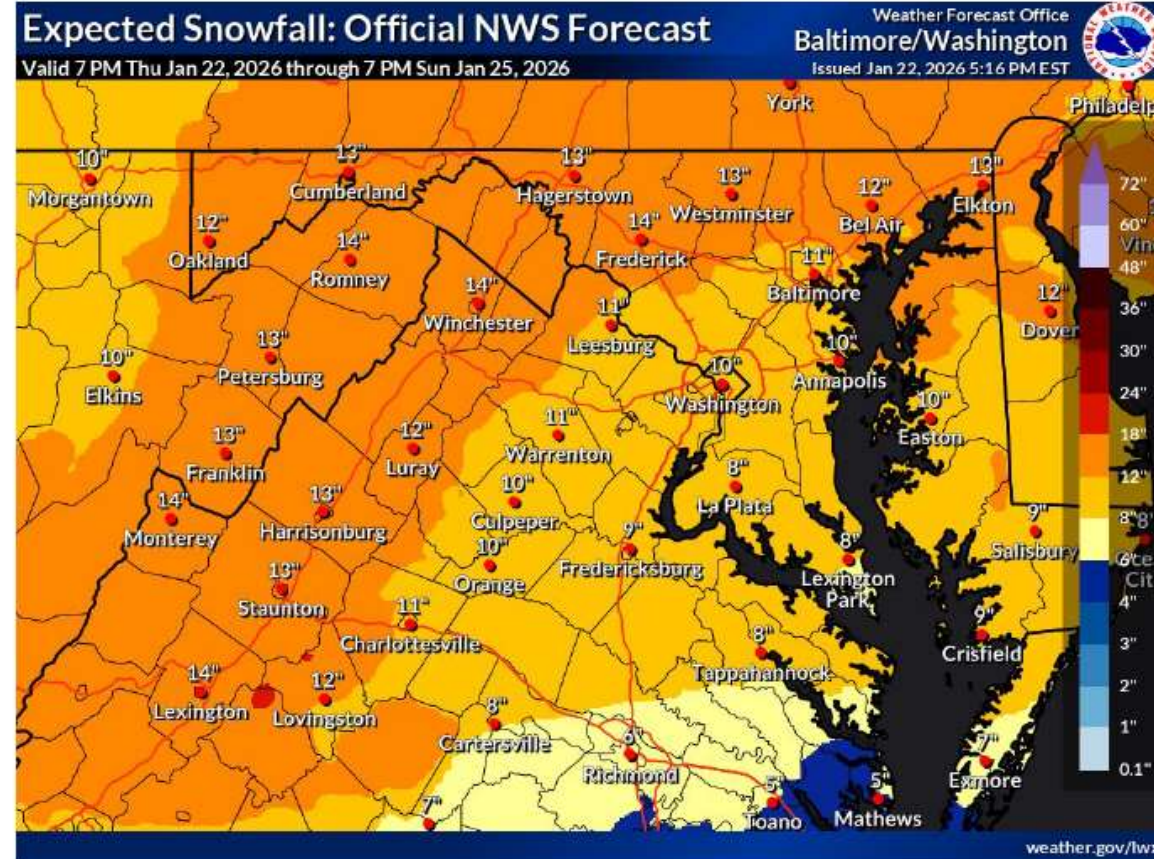 Expected Snowfall: Official NWS Forecast
Valid 7 PM Thu Jan 22, 2026 through 7 PM Sun Jan 25, 2026
Weather Forecast Office
Baltimore/Washington
Issued Jan 22, 2026 5:16 PM EST
York
Philadelp
10"
Morgantown
13"
Cumberland
13"
Hagerstown
13"
Westminster
12"
Bel Air
13"
Elkton
12"
Oakland
14"
Romney
14"
Frederick
11"
Baltimore
14"
Winchester
11"
Leesburg
12"
Dover
10"
Elkins
13"
Petersburg
10"
Washington
10"
Annapolis
10"
Easton
13"
Franklin
12"
Luray
11"
Warrenton
8"
La Plata
14"
Monterey
13"
Harrisonburg
10"
Culpeper
10"
Orange
9"
Fredericksburg
8"
Lexington
Park
9"
Salisbury
13"
Staunton
11"
Charlottesville
8"
Tappahannock
9"
Crisfield
14"
Lexington
12"
Lovingston
8"
Cartersville
6"
Richmond
7"
Exmore
7"
5"
Toano
5"
Mathews
72"
60"
48"
36"
30"
24"
18"
12"
8"
6"
4"
3"
2"
1"
0.1"
Vin
8"
Cit
weather.gov/lwx